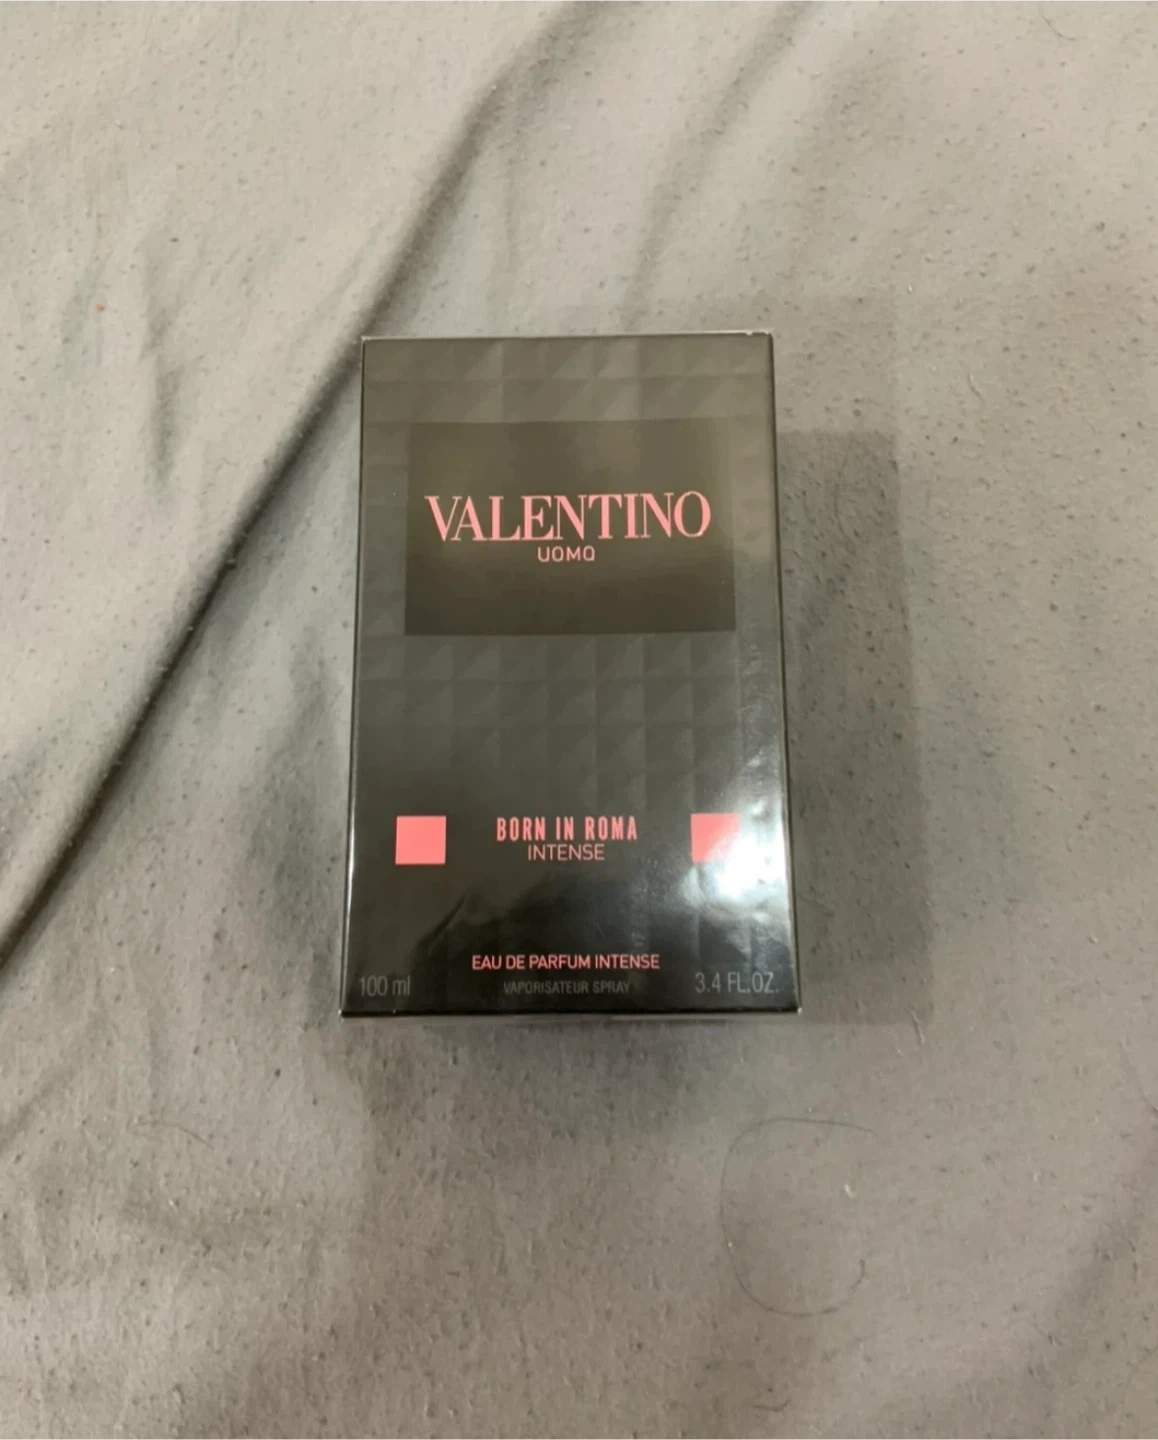 VALENTINO
UOMO
BORN IN ROMA
INTENSE
EAU DE PARFUM INTENSE
100 ml VAPORISATEUR SPRAY 3.4 FL.OZ.